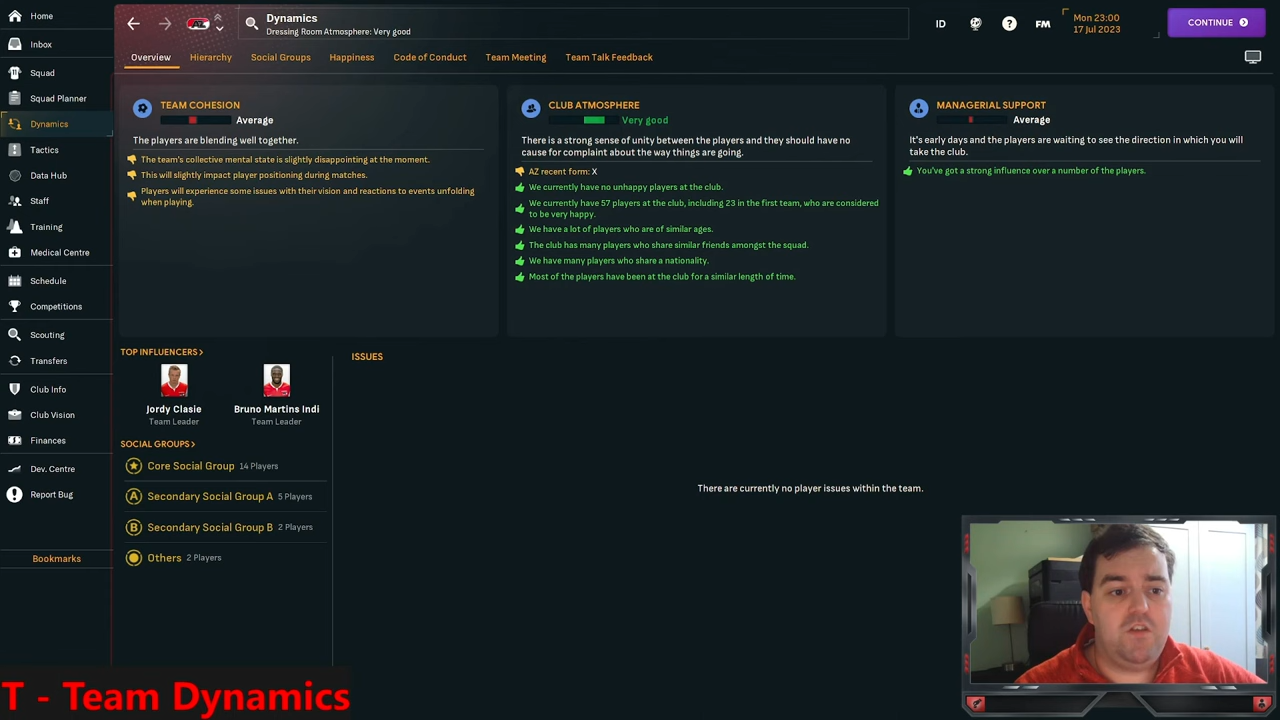 Home
Inbox
Squad
Squad Planner
Dynamics
Tactics
Data Hub
Staff
Training
Medical Centre
Schedule
Competitions
Scouting
Transfers
Club Info
Club Vision
Finances
Dev. Centre
Report Bug
Bookmarks
AZ
Dynamics
Dressing Room Atmosphere: Very good
ID
?
FM
Mon 23:00
17 Jul 2023
CONTINUE
Overview
Hierarchy
Social Groups
Happiness
Code of Conduct
Team Meeting
Team Talk Feedback
TEAM COHESION
Average
The players are blending well together.
The team's collective mental state is slightly disappointing at the moment.
This will slightly impact player positioning during matches.
Players will experience some issues with their vision and reactions to events unfolding
when playing.
CLUB ATMOSPHERE
Very good
There is a strong sense of unity between the players and they should have no
cause for complaint about the way things are going.
AZ recent form: X
We currently have no unhappy players at the club.
We currently have 57 players at the club, including 23 in the first team, who are considered
to be very happy.
We have a lot of players who are of similar ages.
The club has many players who share similar friends amongst the squad.
We have many players who share a nationality.
Most of the players have been at the club for a similar length of time.
MANAGERIAL SUPPORT
Average
It's early days and the players are waiting to see the direction in which you will
take the club.
You've got a strong influence over a number of the players.
TOP INFLUENCERS>
Jordy Clasie
Team Leader
Bruno Martins Indi
Team Leader
SOCIAL GROUPS>
Core Social Group 14 Players
A Secondary Social Group A 5 Players
B Secondary Social Group B 2 Players
Others 2 Players
ISSUES
There are currently no player issues within the team.
T - Team Dynamics